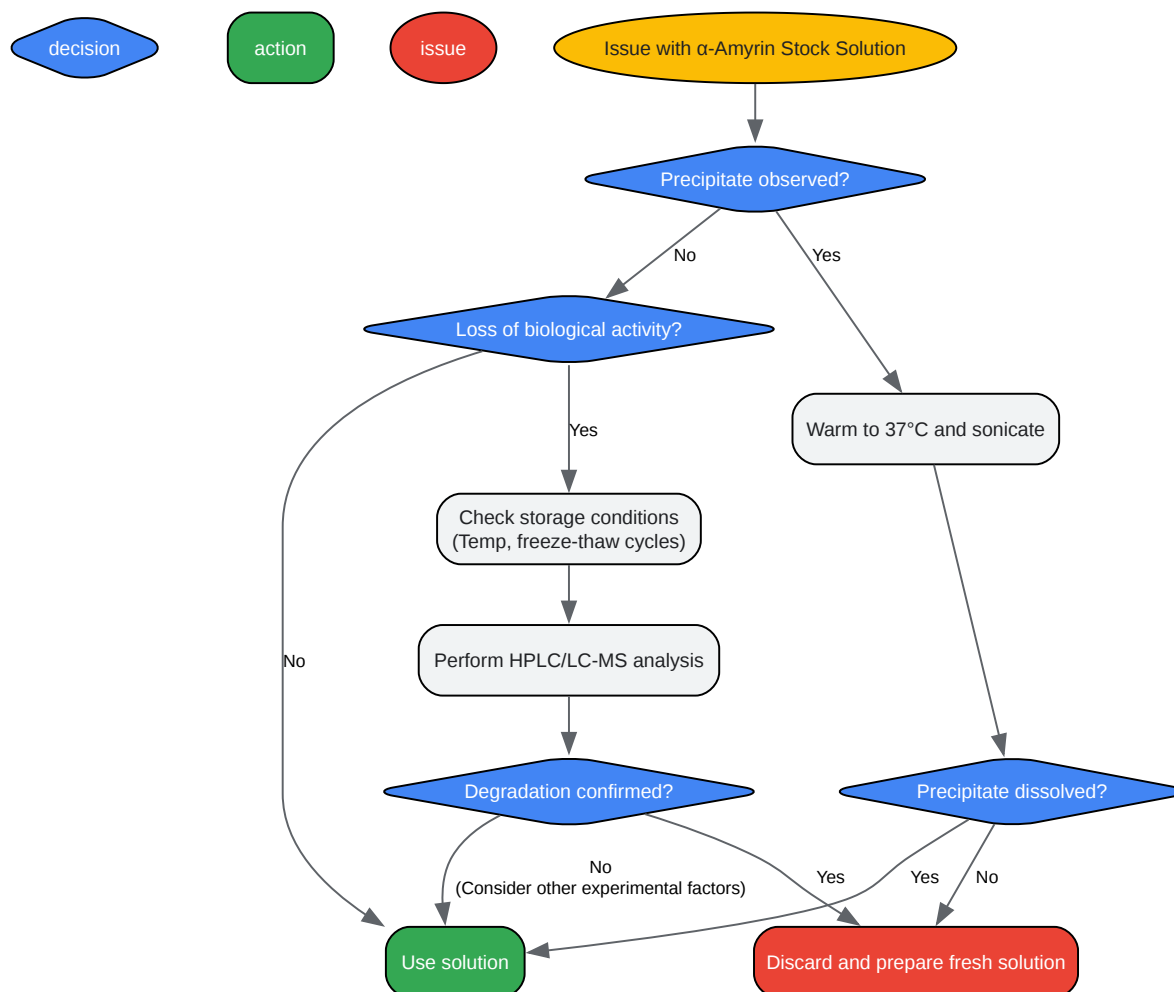 decision
action
issue
Issue with α-Amyrin Stock Solution
Precipitate observed?
No
Yes
Loss of biological activity?
Warm to 37°C and sonicate
Yes
Check storage conditions
(Temp, freeze-thaw cycles)
No
Perform HPLC/LC-MS analysis
Degradation confirmed?
Precipitate dissolved?
No
(Consider other experimental factors)
Yes
Yes
No
Use solution
Discard and prepare fresh solution